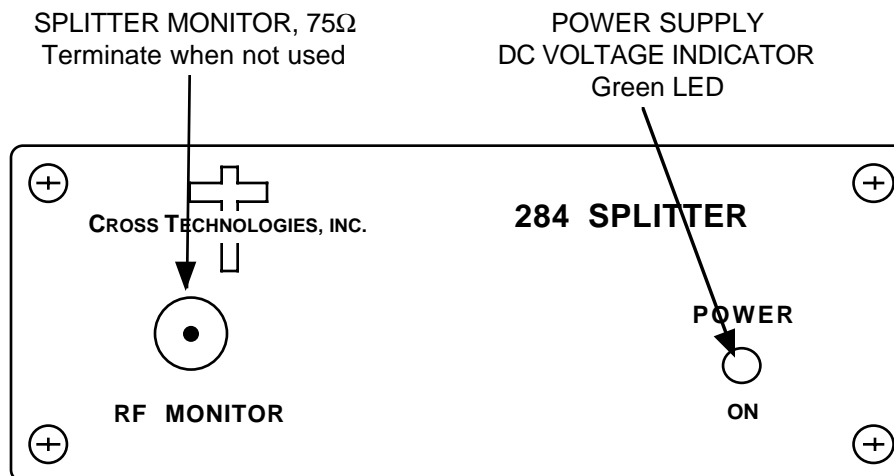 SPLITTER MONITOR, 75Ω
Terminate when not used
POWER SUPPLY
DC VOLTAGE INDICATOR
Green LED
CROSS TECHNOLOGIES, INC.
284 SPLITTER
POWER
RF MONITOR
ON